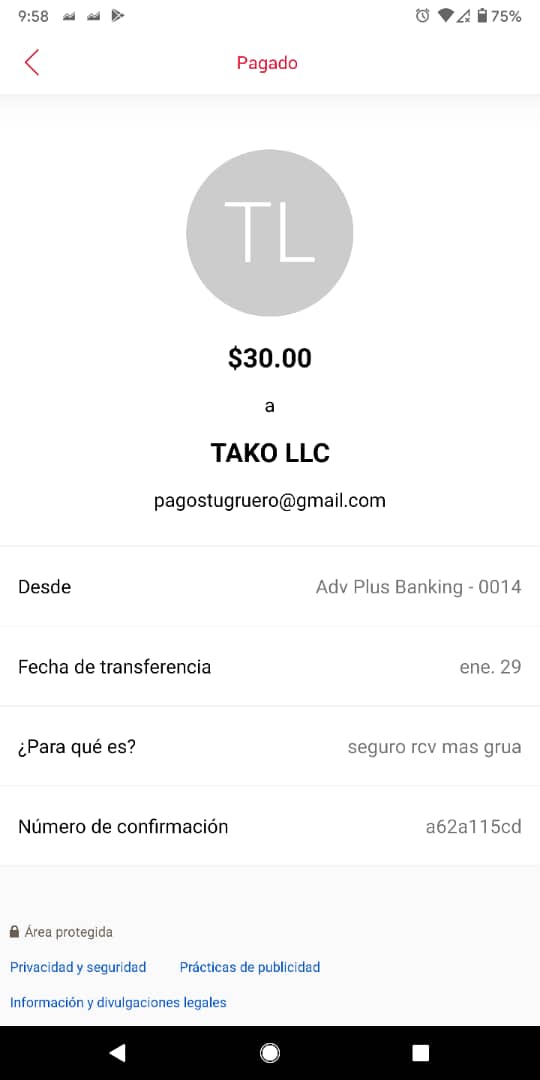 9:58
75%
Pagado
TL
$30.00
a
TAKO LLC
pagostugruero@gmail.com
Desde Adv Plus Banking - 0014
Fecha de transferencia ene. 29
¿Para qué es? seguro rcv mas grua
Número de confirmación a62a115cd
Área protegida
Privacidad y seguridad Prácticas de publicidad
Información y divulgaciones legales